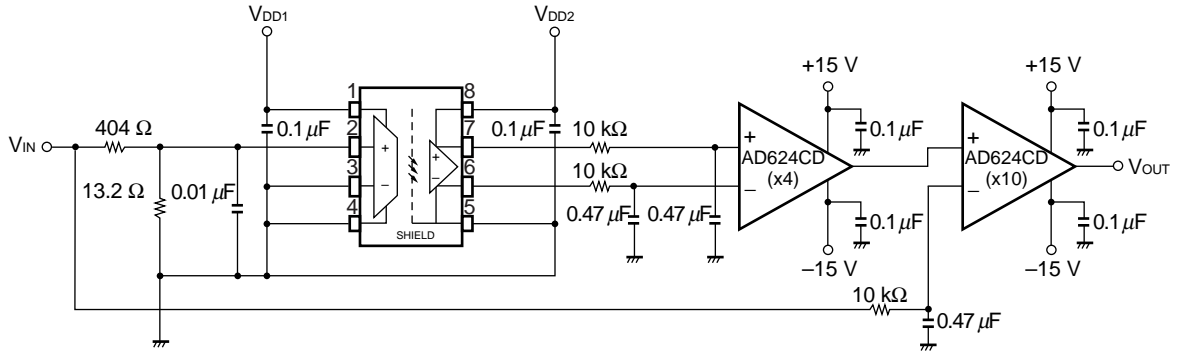 VDD1
VDD2
+15 V
+15 V
1
8
0.1 µF
0.1 µF
VIN
404 Ω
0.1 µF
2
7
0.1 µF
10 kΩ
+
+
+
+
AD624CD
(x4)
AD624CD
(x10)
VOUT
13.2 Ω
0.01 µF
3
6
10 kΩ
–
–
–
–
4
5
0.47 µF
0.47 µF
0.1 µF
0.1 µF
SHIELD
–15 V
–15 V
10 kΩ
0.47 µF